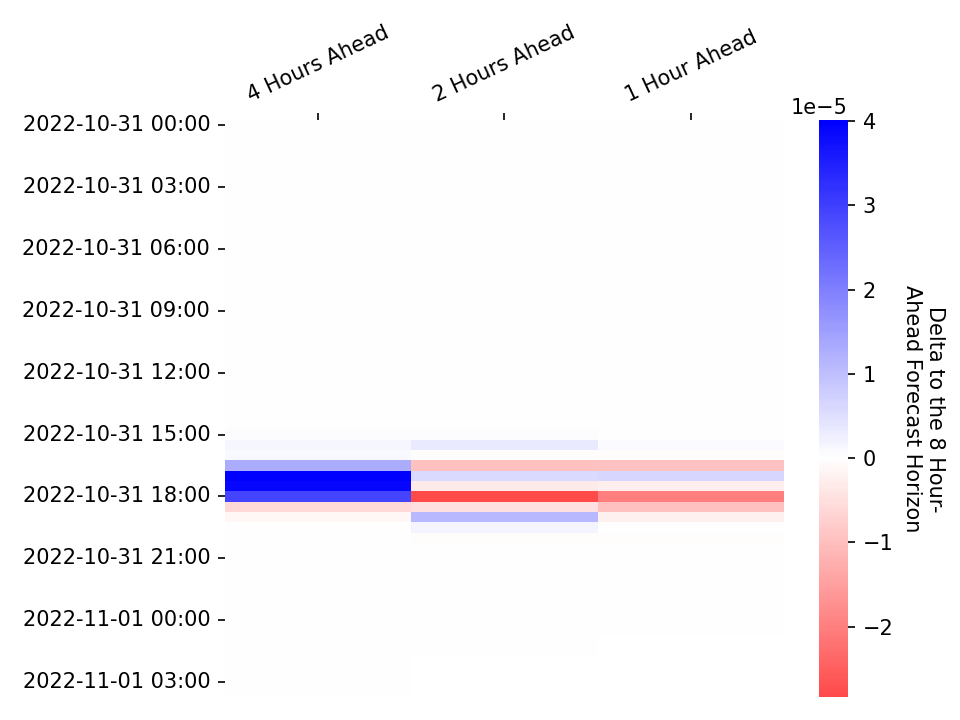 4 Hours Ahead
2 Hours Ahead
1 Hour Ahead
1e−5
2022-10-31 00:00
2022-10-31 03:00
2022-10-31 06:00
2022-10-31 09:00
2022-10-31 12:00
2022-10-31 15:00
2022-10-31 18:00
2022-10-31 21:00
2022-11-01 00:00
2022-11-01 03:00
4
3
2
1
0
−1
−2
Delta to the 8 Hour-
Ahead Forecast Horizon